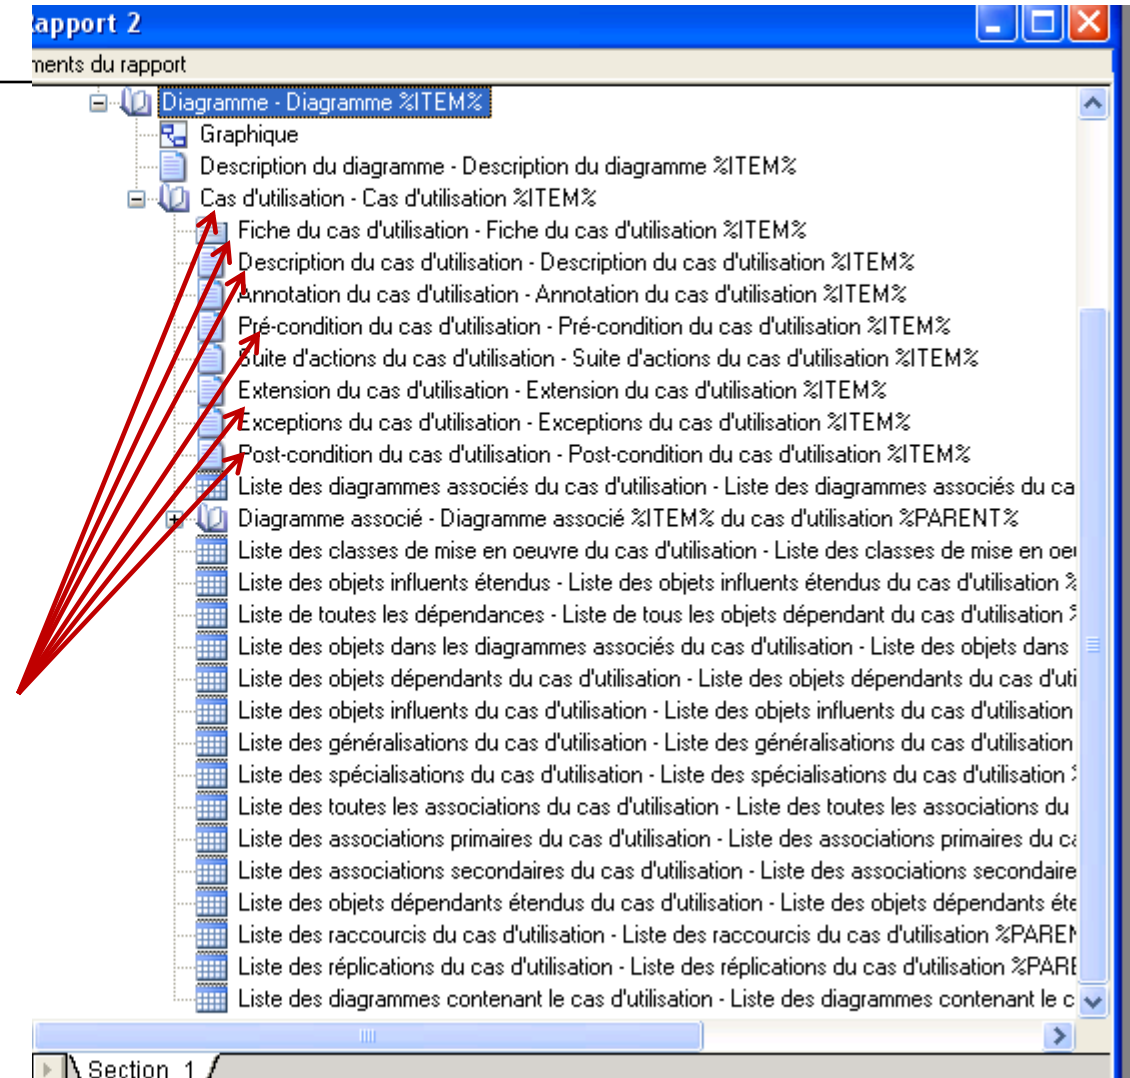 Rapport 2
ments du rapport
Diagramme - Diagramme %ITEM%
Graphique
Description du diagramme - Description du diagramme %ITEM%
Cas d'utilisation - Cas d'utilisation %ITEM%
Fiche du cas d'utilisation - Fiche du cas d'utilisation %ITEM%
Description du cas d'utilisation - Description du cas d'utilisation %ITEM%
Annotation du cas d'utilisation - Annotation du cas d'utilisation %ITEM%
Pré-condition du cas d'utilisation - Pré-condition du cas d'utilisation %ITEM%
Suite d'actions du cas d'utilisation - Suite d'actions du cas d'utilisation %ITEM%
Extension du cas d'utilisation - Extension du cas d'utilisation %ITEM%
Exceptions du cas d'utilisation - Exceptions du cas d'utilisation %ITEM%
Post-condition du cas d'utilisation - Post-condition du cas d'utilisation %ITEM%
Liste des diagrammes associés du cas d'utilisation - Liste des diagrammes associés du ca
Diagramme associé - Diagramme associé %ITEM% du cas d'utilisation %PARENT%
Liste des classes de mise en oeuvre du cas d'utilisation - Liste des classes de mise en oeu
Liste des objets influents étendus - Liste des objets influents étendus du cas d'utilisation %
Liste de toutes les dépendances - Liste de tous les objets dépendant du cas d'utilisation %
Liste des objets dans les diagrammes associés du cas d'utilisation - Liste des objets dans
Liste des objets dépendants du cas d'utilisation - Liste des objets dépendants du cas d'uti
Liste des objets influents du cas d'utilisation - Liste des objets influents du cas d'utilisation
Liste des généralisations du cas d'utilisation - Liste des généralisations du cas d'utilisation
Liste des spécialisations du cas d'utilisation - Liste des spécialisations du cas d'utilisation %
Liste des toutes les associations du cas d'utilisation - Liste des toutes les associations du
Liste des associations primaires du cas d'utilisation - Liste des associations primaires du ca
Liste des associations secondaires du cas d'utilisation - Liste des associations secondaire
Liste des objets dépendants étendus du cas d'utilisation - Liste des objets dépendants éte
Liste des raccourcis du cas d'utilisation - Liste des raccourcis du cas d'utilisation %PAREN
Liste des réplications du cas d'utilisation - Liste des réplications du cas d'utilisation %PARE
Liste des diagrammes contenant le cas d'utilisation - Liste des diagrammes contenant le c
Section_1